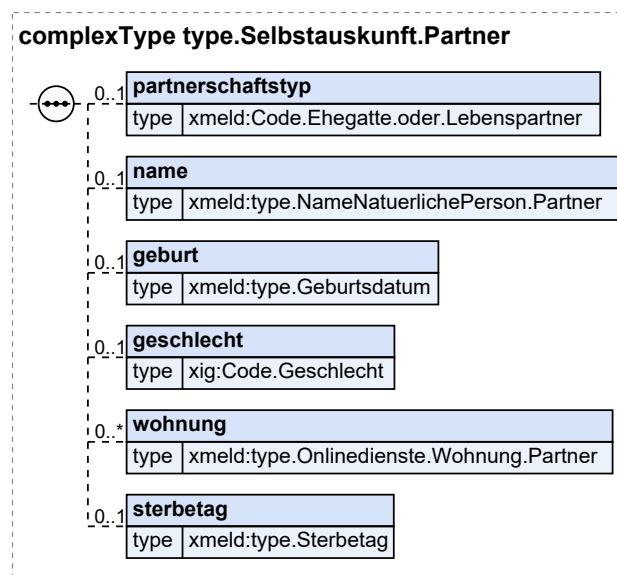 complexType type.Selbstauskunft.Partner
0..1 partnerschaftstyp
type xmeld:Code.Ehegatte.oder.Lebenspartner
0..1 name
type xmeld:type.NameNatuerlichePerson.Partner
0..1 geburt
type xmeld:type.Geburtsdatum
0..1 geschlecht
type xig:Code.Geschlecht
0..* wohnung
type xmeld:type.Onlinedienste.Wohnung.Partner
0..1 sterbetag
type xmeld:type.Sterbetag